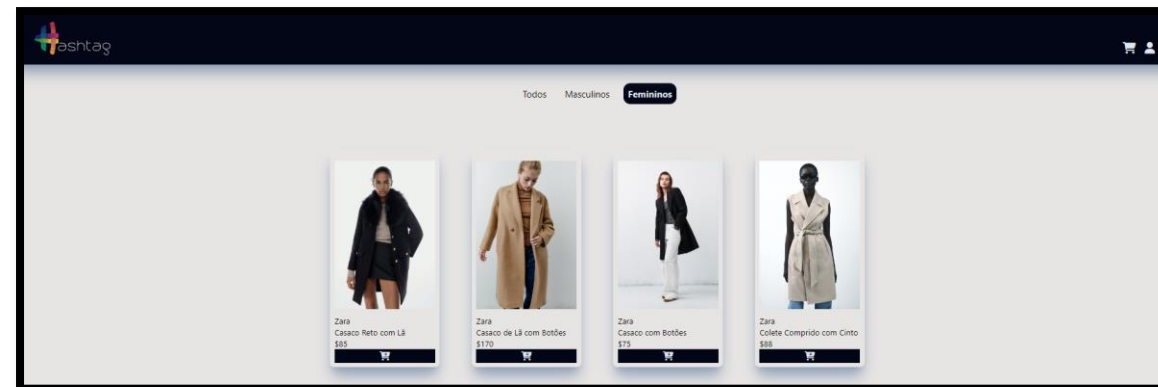 Hashtag
Todos Masculinos Femininos
Zara
Casaco Reto com Lã
$85
Zara
Casaco de Lã com Botões
$170
Zara
Casaco com Botões
$75
Zara
Colete Comprido com Cinto
$88